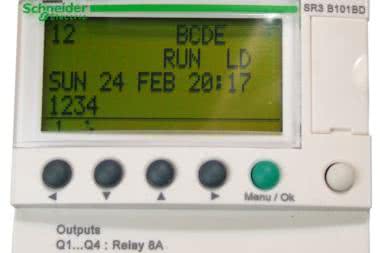 Schneider
Electric
SR3 B101BD
12 BCDE
RUN LD
SUN 24 FEB 20:17
1234
Menu / Ok
Outputs
Q1...Q4 : Relay 8A